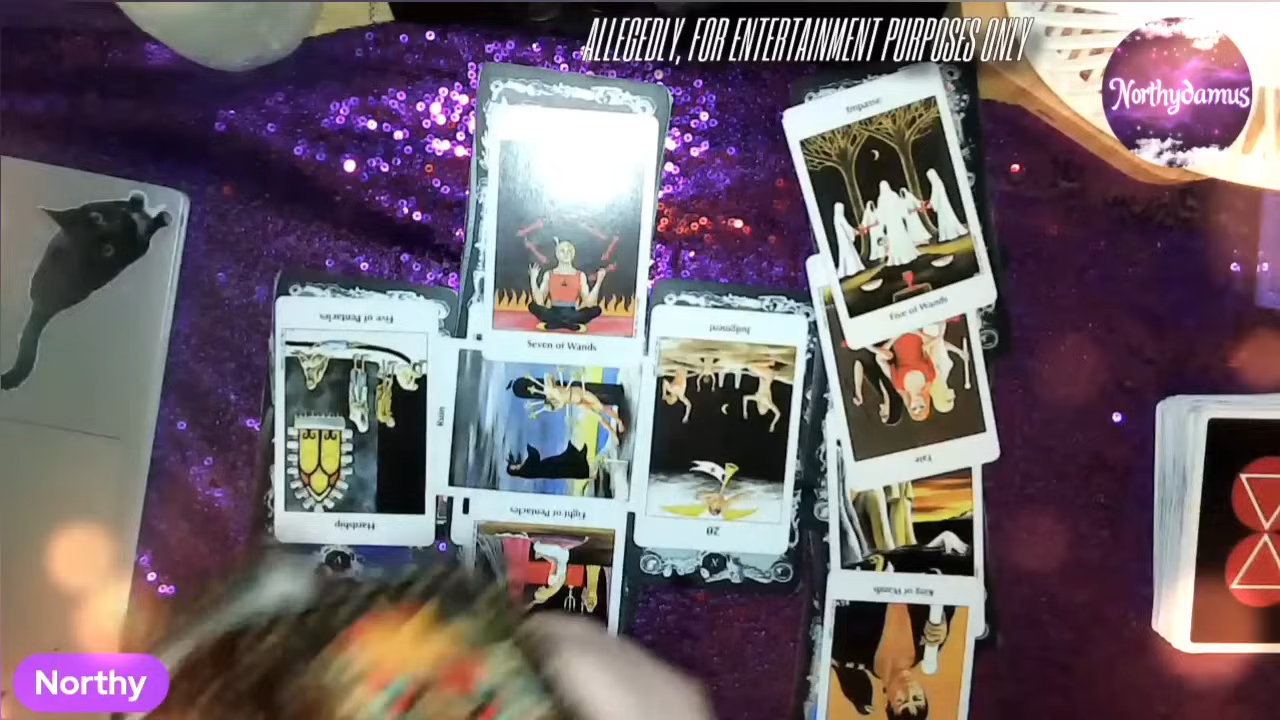 ALLEGEDLY, FOR ENTERTAINMENT PURPOSES ONLY
Northydamus
Impasse
Five of Wands
Five of Pentacles
Seven of Wands
Judgment
Ruin
Fate
Eight of Pentacles
Hardship
20
King of Wands
Northy